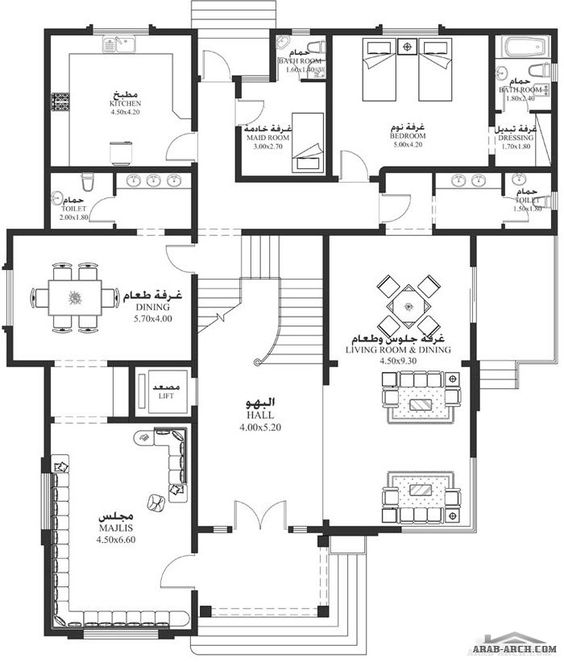 مطبخ
KITCHEN
4.50x4.20
حمام
BATH ROOM
1.60x1.40
غرفة خادمة
MAID ROOM
3.00x2.70
غرفة نوم
BEDROOM
5.00x4.20
حمام
BATH ROOM
1.80x2.40
غرفة تبديل
DRESSING
1.70x1.80
حمام
TOILET
2.00x1.80
حمام
TOILET
1.50x1.80
غرفة طعام
DINING
5.70x4.00
غرفة جلوس وطعام
LIVING ROOM & DINING
4.50x9.30
مصعد
LIFT
البهو
HALL
4.00x5.20
مجلس
MAJLIS
4.50x6.60
ARAB-ARCH.COM